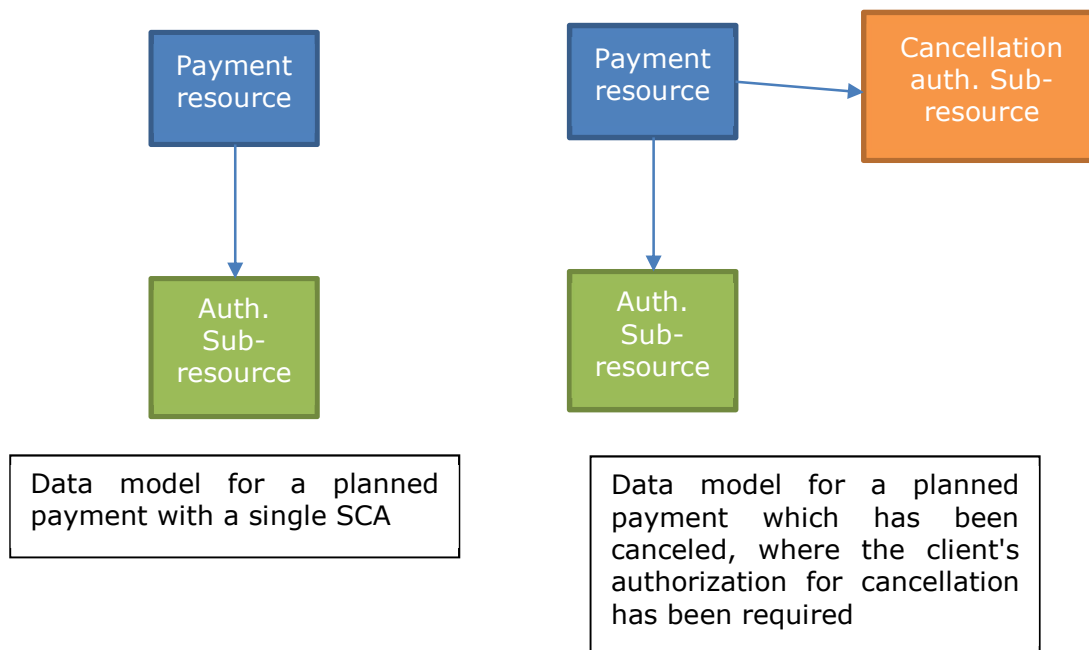 Payment
resource
Auth.
Sub-
resource
Data model for a planned
payment with a single SCA
Payment
resource
Cancellation
auth. Sub-
resource
Auth.
Sub-
resource
Data model for a planned
payment which has been
canceled, where the client's
authorization for cancellation
has been required